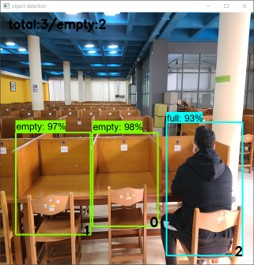 object detection
total:3/empty:2
empty: 97%
empty: 98%
full: 93%
1
0
2